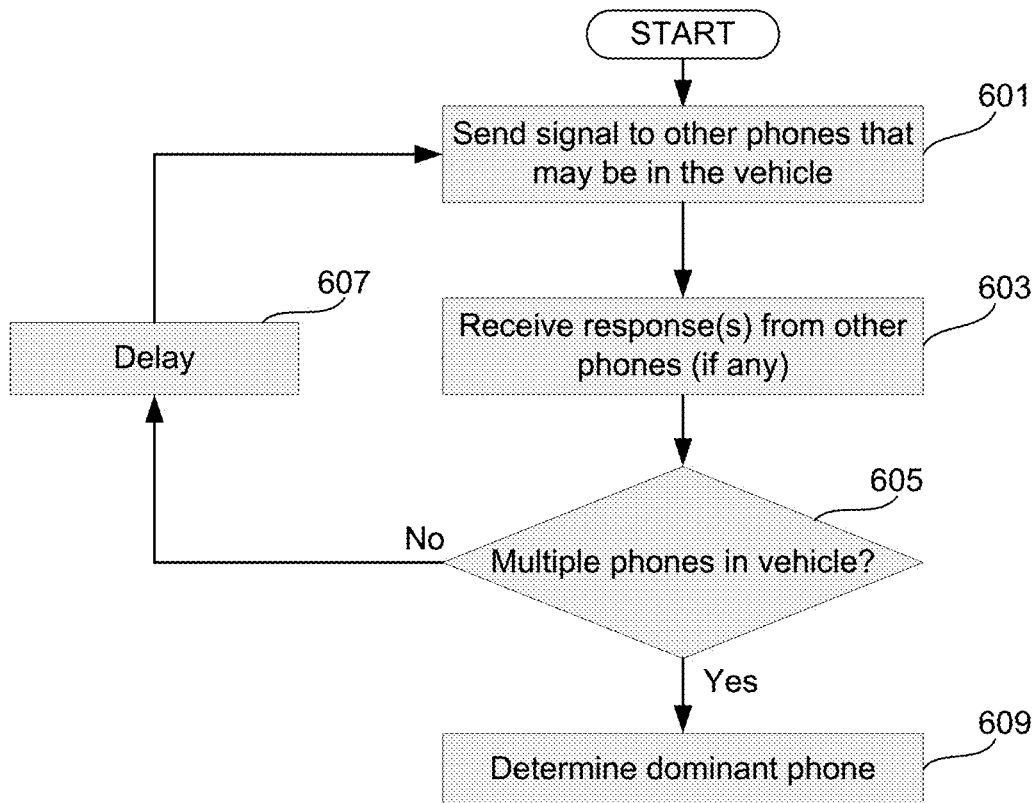 START
601
Send signal to other phones that
may be in the vehicle
603
Receive response(s) from other
phones (if any)
607
Delay
605
No
Multiple phones in vehicle?
Yes
609
Determine dominant phone